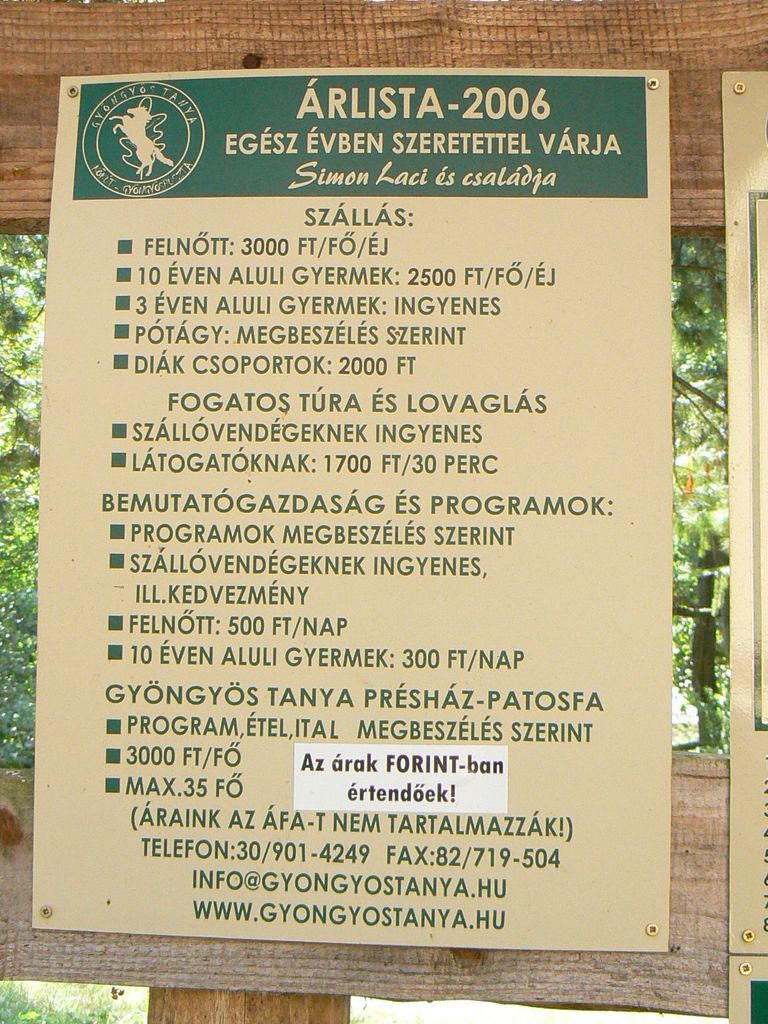 GYÖNGYÖS TANYA
ÁRLISTA-2006
EGÉSZ ÉVBEN SZERETETTEL VÁRJA
Simon Laci és családja
SZÁLLÁS:
■ FELNŐTT: 3000 FT/FŐ/ÉJ
■ 10 ÉVEN ALULI GYERMEK: 2500 FT/FŐ/ÉJ
■ 3 ÉVEN ALULI GYERMEK: INGYENES
■ PÓTÁGY: MEGBESZÉLÉS SZERINT
■ DIÁK CSOPORTOK: 2000 FT
FOGATOS TÚRA ÉS LOVAGLÁS
■ SZÁLLÓVENDÉGEKNEK INGYENES
■ LÁTOGATÓKNAK: 1700 FT/30 PERC
BEMUTATÓGAZDASÁG ÉS PROGRAMOK:
■ PROGRAMOK MEGBESZÉLÉS SZERINT
■ SZÁLLÓVENDÉGEKNEK INGYENES,
ILL.KEDVEZMÉNY
■ FELNŐTT: 500 FT/NAP
■ 10 ÉVEN ALULI GYERMEK: 300 FT/NAP
GYÖNGYÖS TANYA PRÉSHÁZ-PATOSFA
■ PROGRAM,ÉTEL,ITAL MEGBESZÉLÉS SZERINT
■ 3000 FT/FŐ
■ MAX.35 FŐ
Az árak FORINT-ban
értendőek!
(ÁRAINK AZ ÁFA-T NEM TARTALMAZZÁK!)
TELEFON:30/901-4249 FAX:82/719-504
INFO@GYONGYOSTANYA.HU
WWW.GYONGYOSTANYA.HU